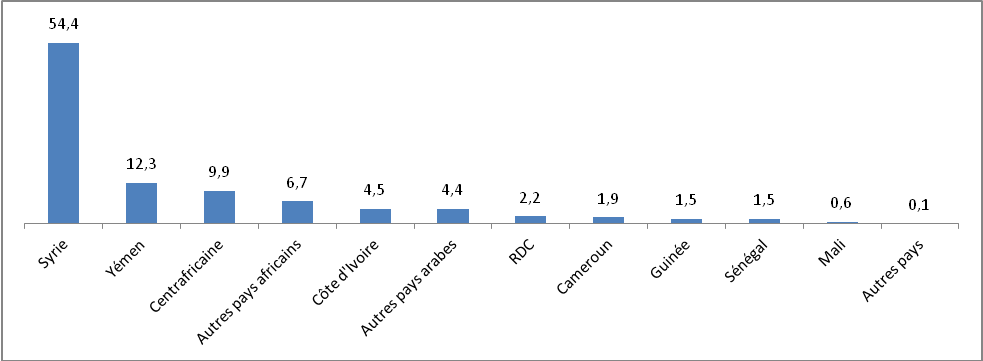 54,4
12,3
9,9
6,7
4,5
4,4
2,2
1,9
1,5
1,5
0,6
0,1
Syrie
Yémen
Centrafricaine
Autres pays africains
Côte d'Ivoire
Autres pays arabes
RDC
Cameroun
Guinée
Sénégal
Mali
Autres pays